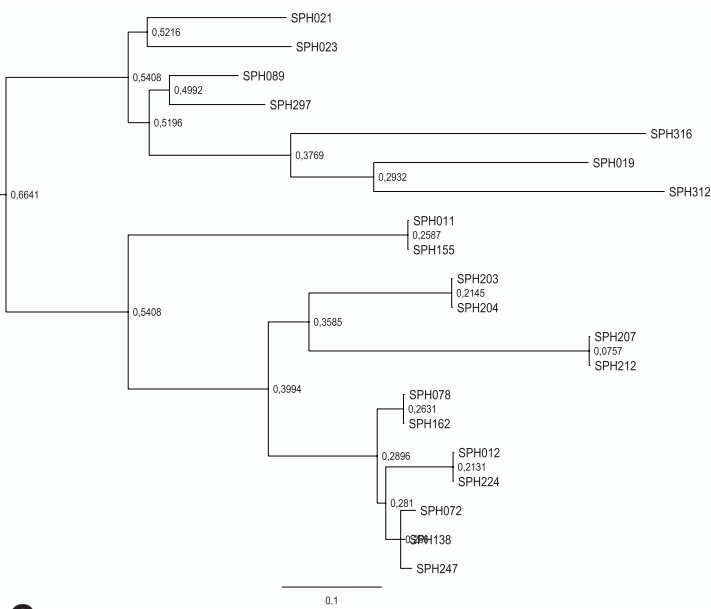 SPH021
0,5216
SPH023
SPH089
0,5408
0,4992
SPH297
0,5196
SPH316
0,3769
SPH019
0,2932
SPH312
0,6641
SPH011
0,2587
SPH155
SPH203
0,2145
SPH204
0,5408
0,3585
SPH207
0,0757
SPH212
0,3994
SPH078
0,2631
SPH162
SPH012
0,2896
0,2131
SPH224
0,281
SPH072
SPH138
SPH247
0.1